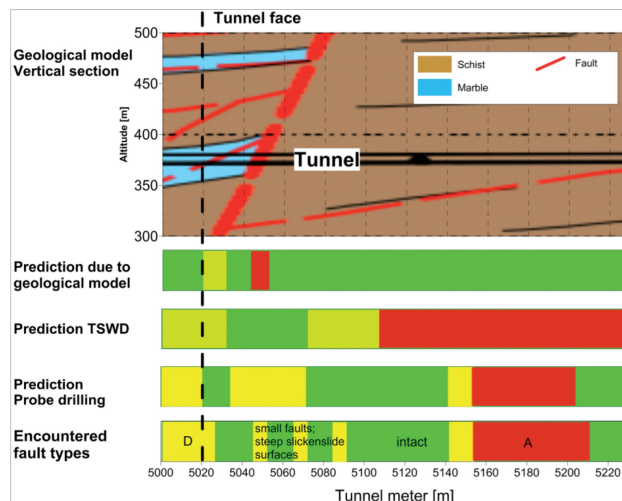 Tunnel face
Geological model
Vertical section
Altitude [m]
500
450
400
350
300
Schist
Marble
Fault
Tunnel
Prediction due to
geological model
Prediction TSWD
Prediction
Probe drilling
Encountered
fault types
D
small faults;
steep slickenslide
surfaces
intact
A
5000 5020 5040 5060 5080 5100 5120 5140 5160 5180 5200 5220
Tunnel meter [m]